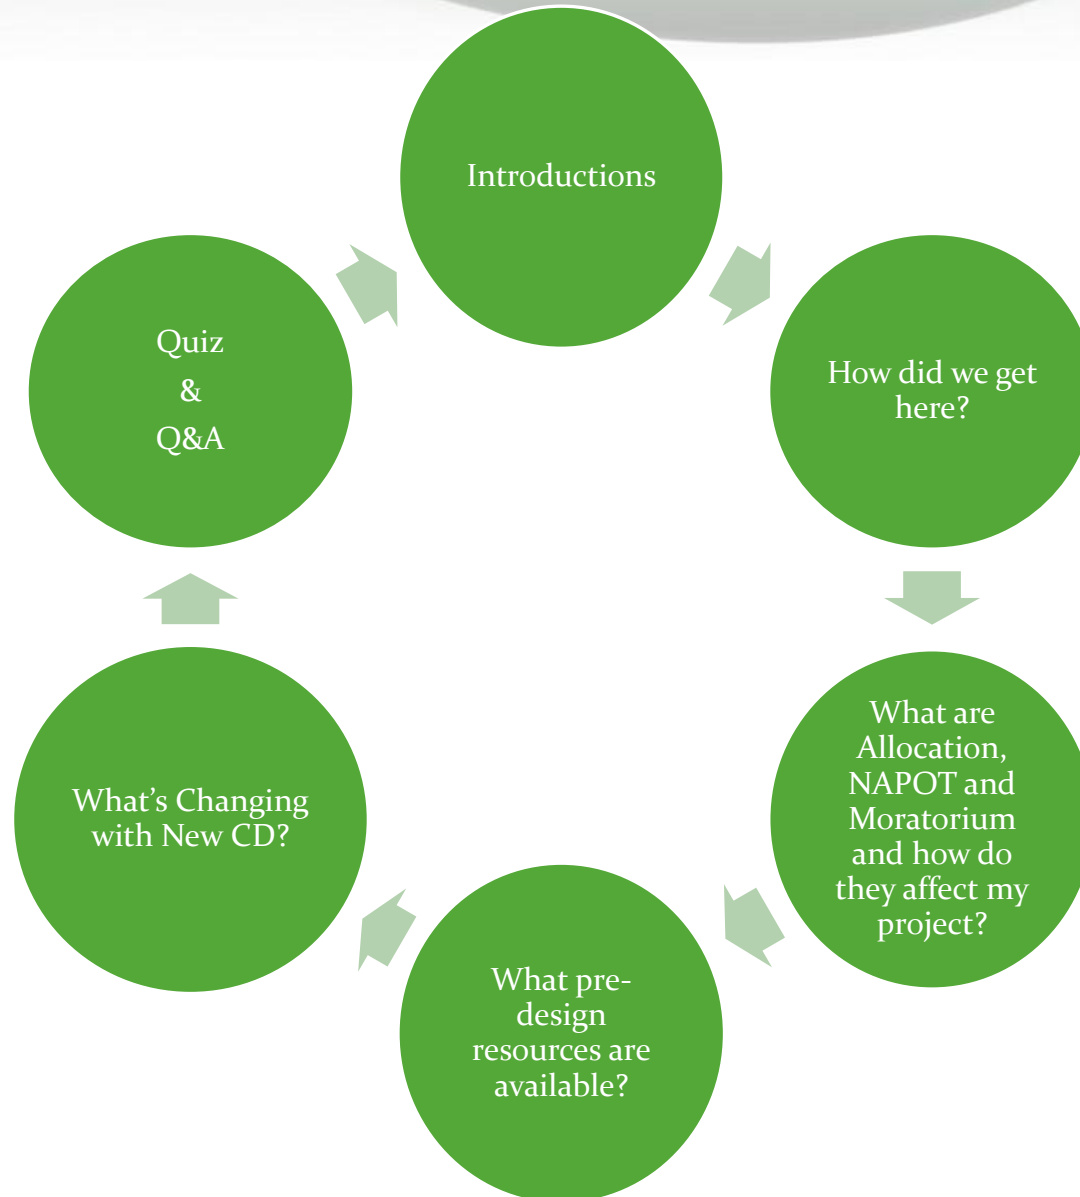 Introductions
How did we get
here?
What are
Allocation,
NAPOT and
Moratorium
and how do
they affect my
project?
What pre-
design
resources are
available?
What’s Changing
with New CD?
Quiz
&
Q&A